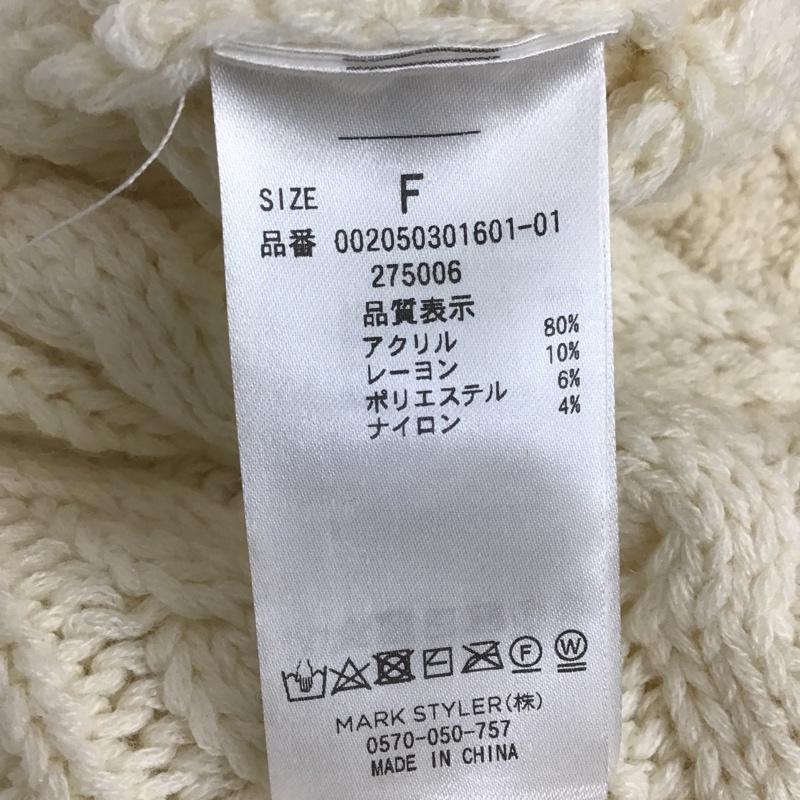 SIZE F
品番 002050301601-01
275006
品質表示
アクリル 80%
レーヨン 10%
ポリエステル 6%
ナイロン 4%
F W
MARK STYLER(株)
0570-050-757
MADE IN CHINA